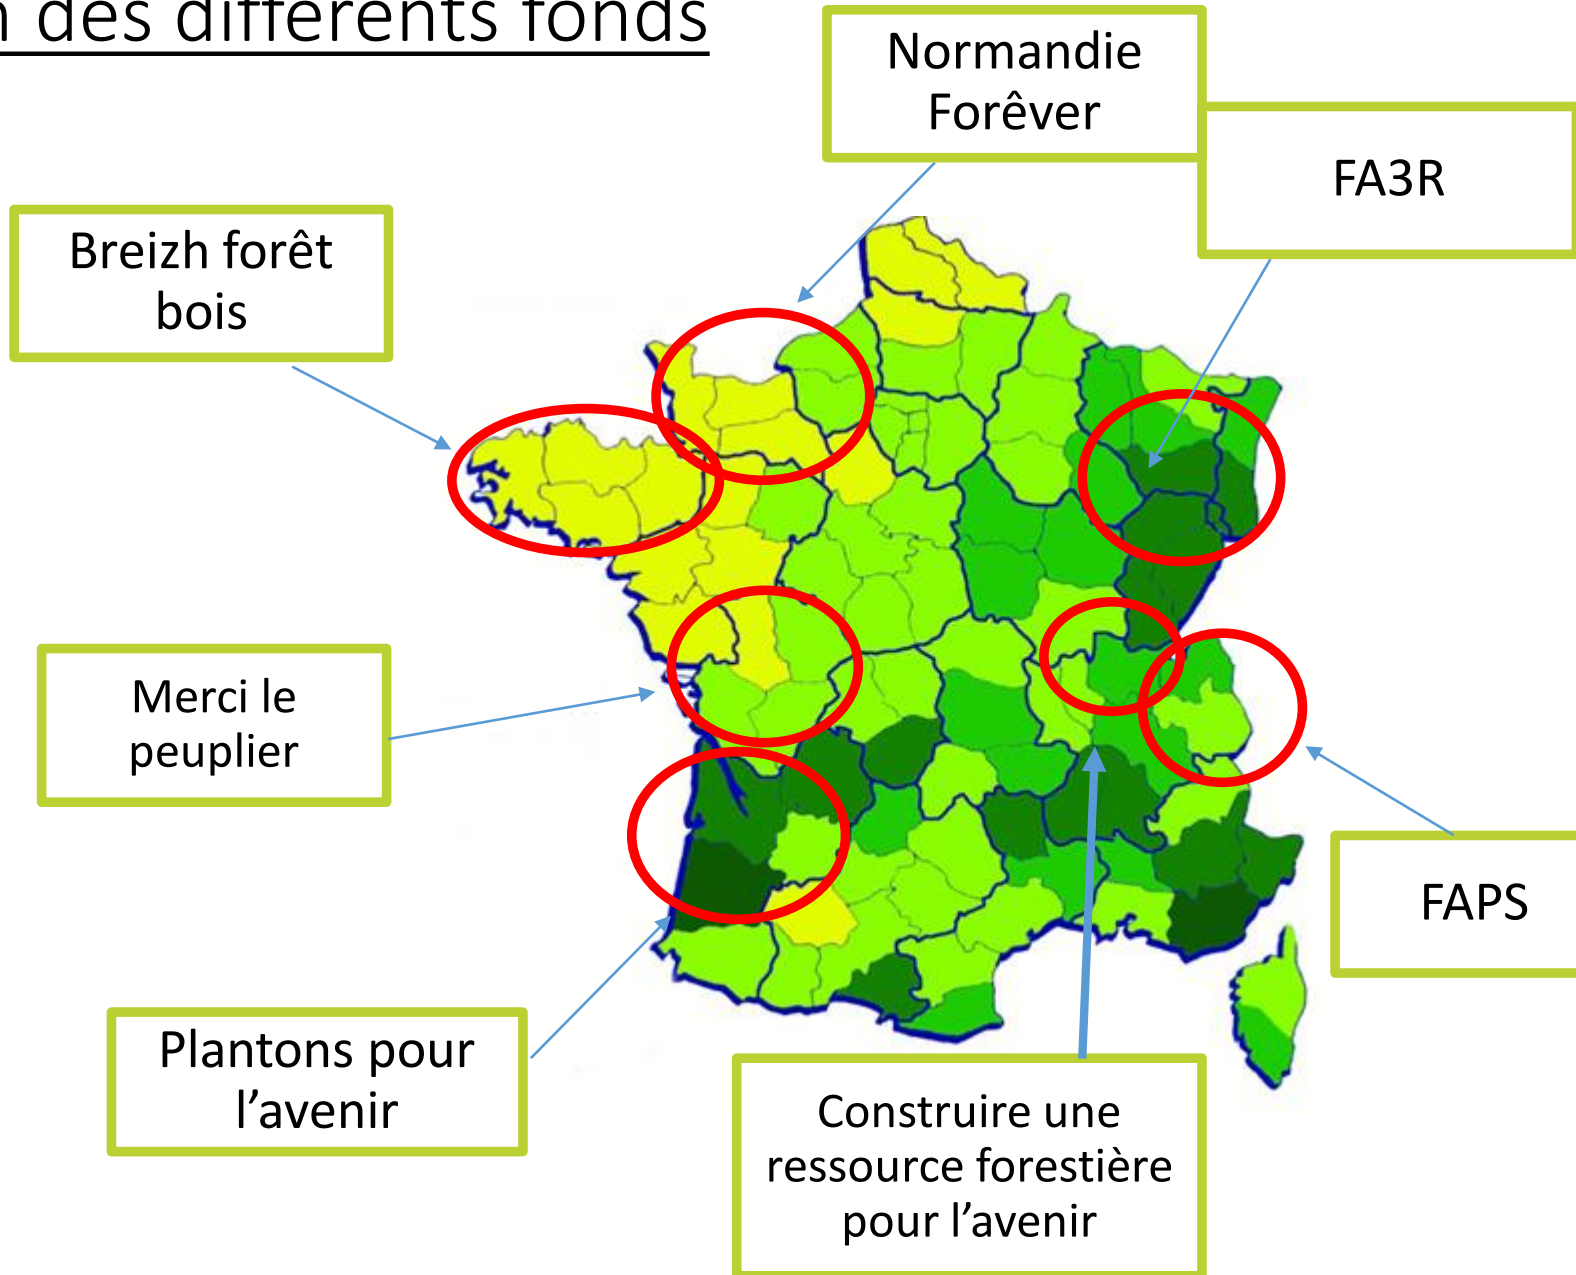 des différents fonds
Normandie
Forêver
FA3R
Breizh forêt
bois
Merci le
peuplier
FAPS
Plantons pour
l’avenir
Construire une
ressource forestière
pour l’avenir